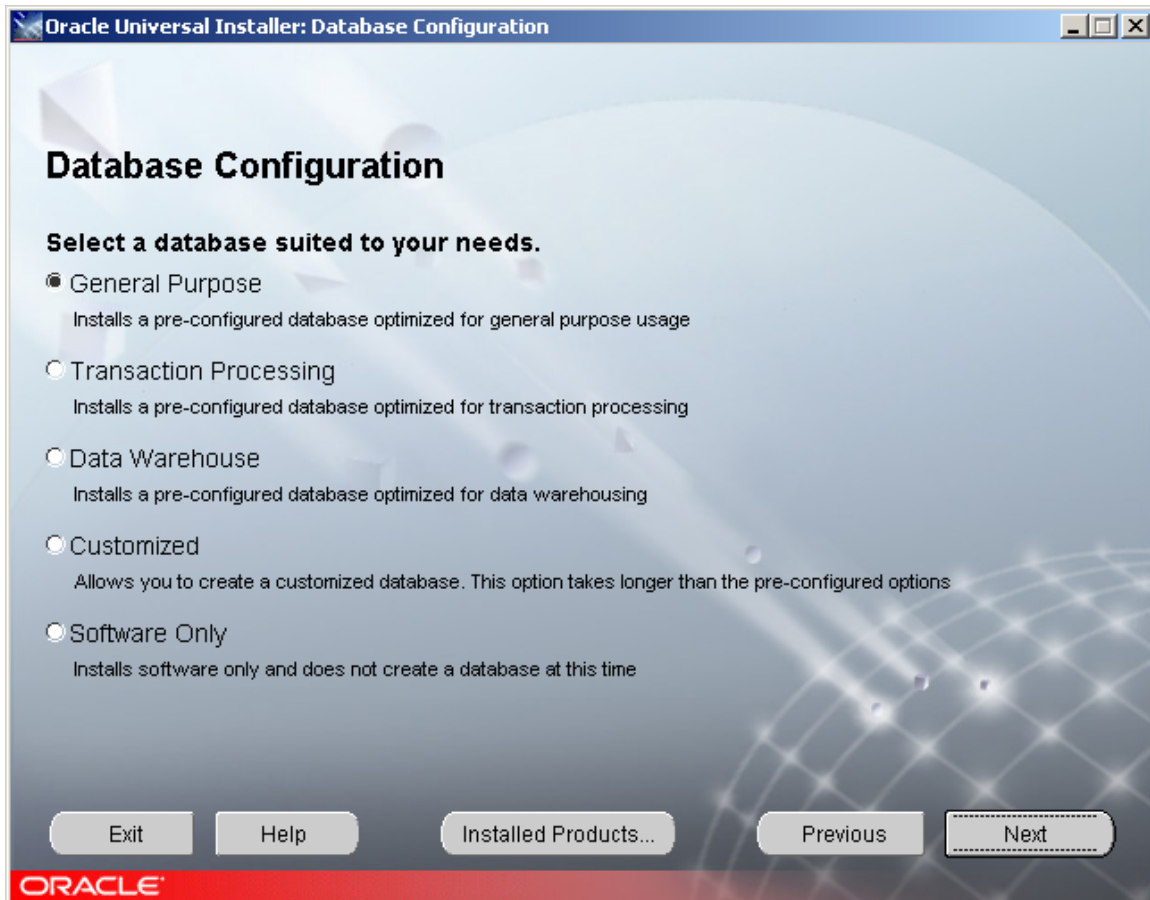 Oracle Universal Installer: Database Configuration
Database Configuration
Select a database suited to your needs.
General Purpose
Installs a pre-configured database optimized for general purpose usage
Transaction Processing
Installs a pre-configured database optimized for transaction processing
Data Warehouse
Installs a pre-configured database optimized for data warehousing
Customized
Allows you to create a customized database. This option takes longer than the pre-configured options
Software Only
Installs software only and does not create a database at this time
Exit Help Installed Products... Previous Next
ORACLE